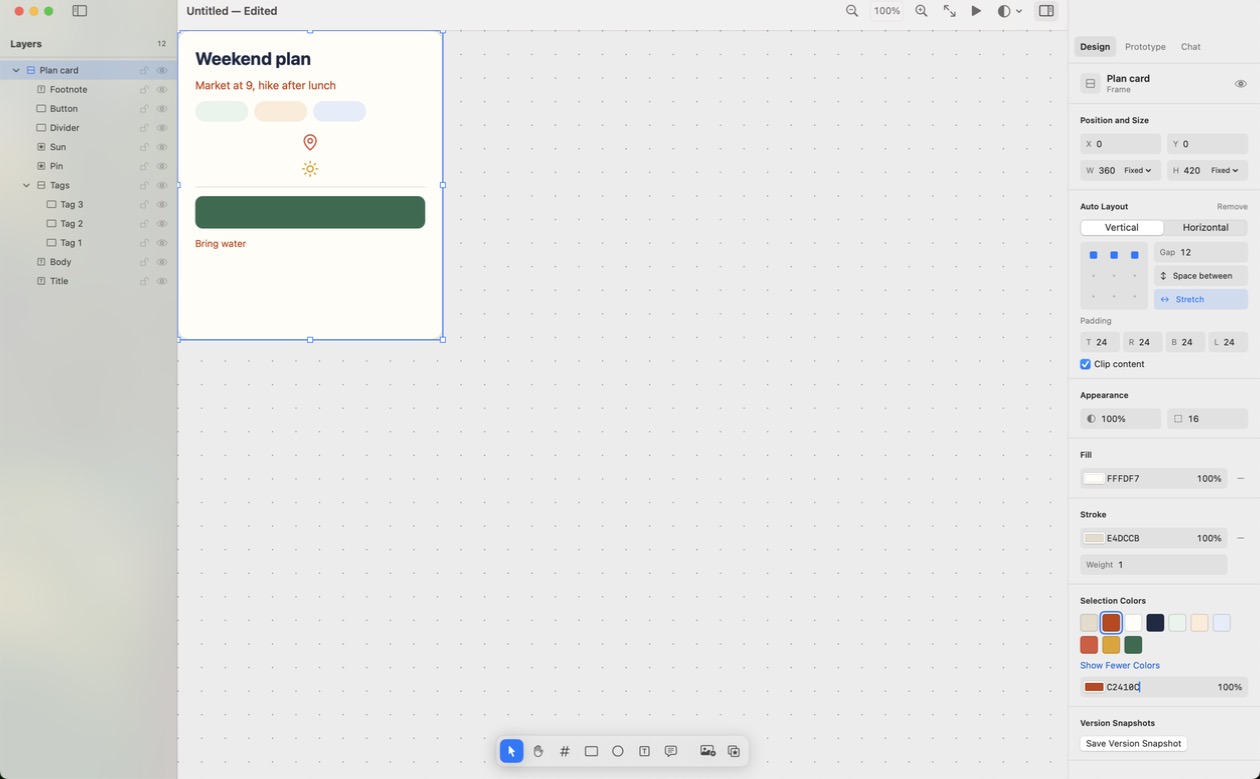 Untitled — Edited
100%
Layers
12
Plan card
Footnote
Button
Divider
Sun
Pin
Tags
Tag 3
Tag 2
Tag 1
Body
Title
Weekend plan
Market at 9, hike after lunch
Bring water
Design
Prototype
Chat
Plan card
Frame
Position and Size
X 0
Y 0
W 360 Fixed
H 420 Fixed
Auto Layout
Remove
Vertical
Horizontal
Gap 12
Space between
Stretch
Padding
T 24
R 24
B 24
L 24
Clip content
Appearance
100%
16
Fill
FFFDF7 100%
Stroke
E4DCCB 100%
Weight 1
Selection Colors
Show Fewer Colors
C2410C 100%
Version Snapshots
Save Version Snapshot